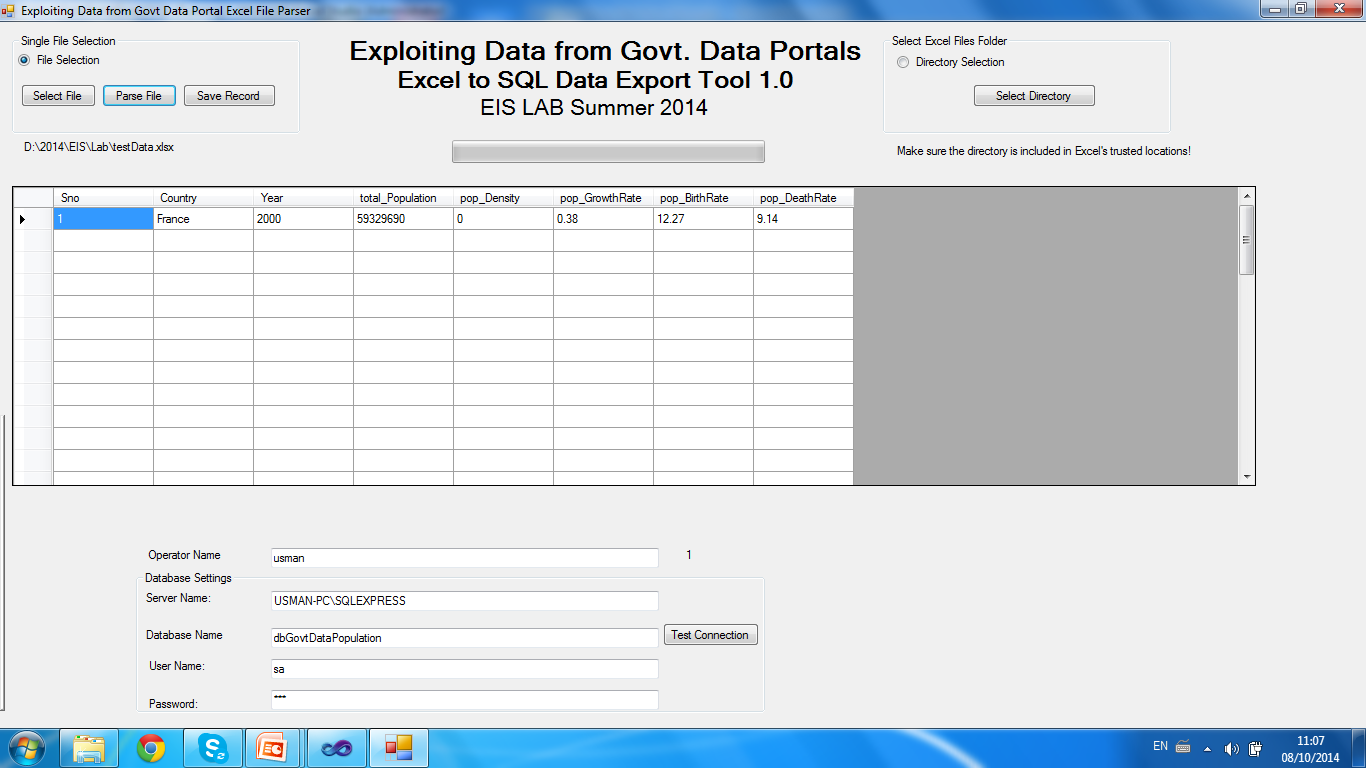 Exploiting Data from Govt Data Portal Excel File Parser
Single File Selection
File Selection
Select File
Parse File
Save Record
D:\2014\EIS\Lab\testData.xlsx
Exploiting Data from Govt. Data Portals
Excel to SQL Data Export Tool 1.0
EIS LAB Summer 2014
Select Excel Files Folder
Directory Selection
Select Directory
Make sure the directory is included in Excel's trusted locations!
Sno Country Year total_Population pop_Density pop_GrowthRate pop_BirthRate pop_DeathRate
1 France 2000 59329690 0 0.38 12.27 9.14
Operator Name usman 1
Database Settings
Server Name: USMAN-PC\SQLEXPRESS
Database Name dbGovtDataPopulation Test Connection
User Name: sa
Password: ***
EN
11:07
08/10/2014